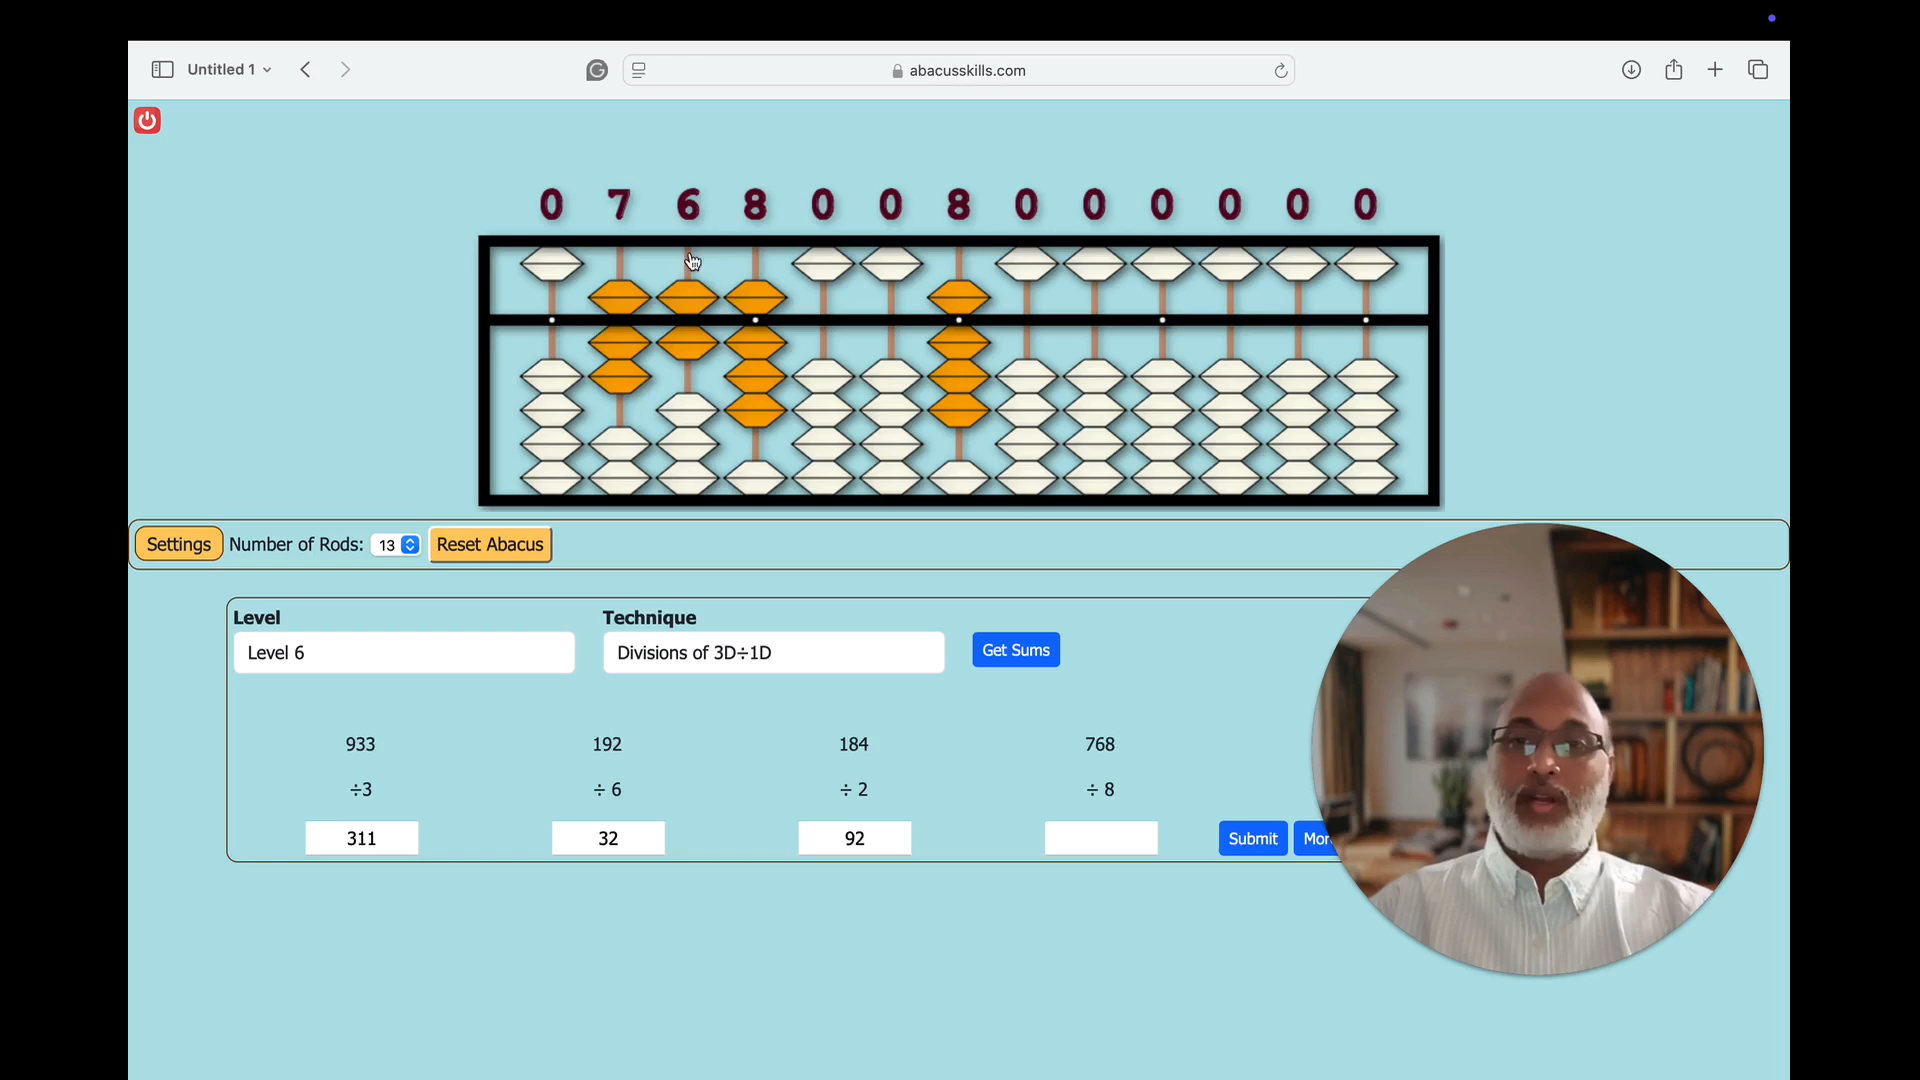 Untitled 1
abacusskills.com
0 7 6 8 0 0 8 0 0 0 0 0 0
Settings Number of Rods: 13 Reset Abacus
Level Technique
Level 6 Divisions of 3D÷1D Get Sums
933 192 184 768
÷3 ÷ 6 ÷ 2 ÷ 8
311 32 92 Submit